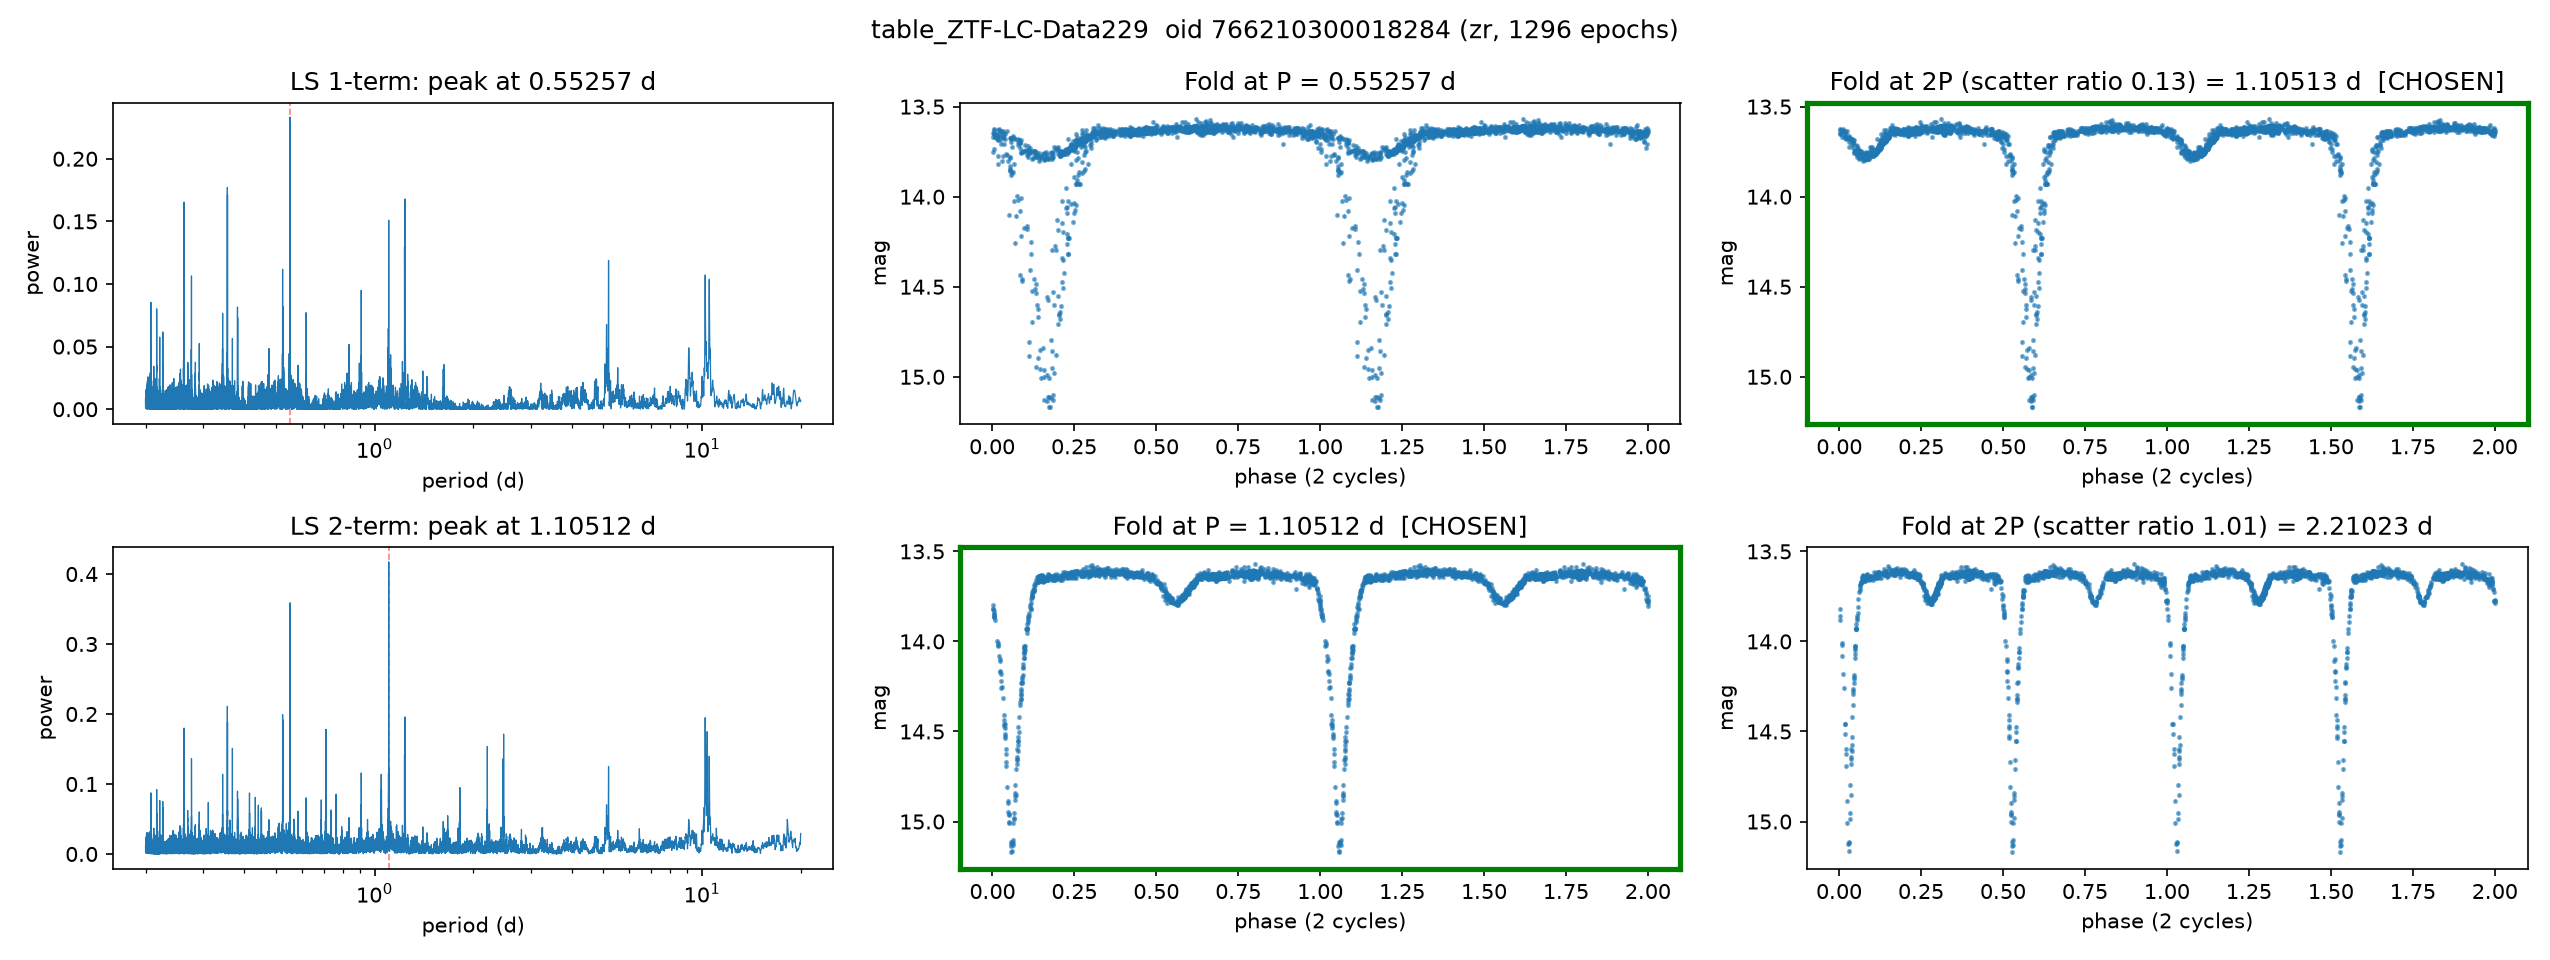 table_ZTF-LC-Data229  oid 766210300018284 (zr, 1296 epochs)
LS 1-term: peak at 0.55257 d
power
0.20
0.15
0.10
0.05
0.00
10^0
10^1
period (d)
Fold at P = 0.55257 d
mag
13.5
14.0
14.5
15.0
0.00 0.25 0.50 0.75 1.00 1.25 1.50 1.75 2.00
phase (2 cycles)
Fold at 2P (scatter ratio 0.13) = 1.10513 d  [CHOSEN]
mag
13.5
14.0
14.5
15.0
0.00 0.25 0.50 0.75 1.00 1.25 1.50 1.75 2.00
phase (2 cycles)
LS 2-term: peak at 1.10512 d
power
0.4
0.3
0.2
0.1
0.0
10^0
10^1
period (d)
Fold at P = 1.10512 d  [CHOSEN]
mag
13.5
14.0
14.5
15.0
0.00 0.25 0.50 0.75 1.00 1.25 1.50 1.75 2.00
phase (2 cycles)
Fold at 2P (scatter ratio 1.01) = 2.21023 d
mag
13.5
14.0
14.5
15.0
0.00 0.25 0.50 0.75 1.00 1.25 1.50 1.75 2.00
phase (2 cycles)